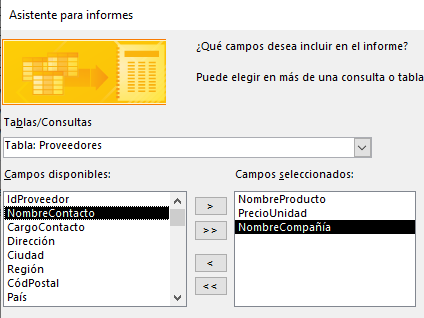 Asistente para informes
¿Qué campos desea incluir en el informe?
Puede elegir en más de una consulta o tabla
Tablas/Consultas
Tabla: Proveedores
Campos disponibles:
IdProveedor
NombreContacto
CargoContacto
Dirección
Ciudad
Región
CódPostal
País
>
>>
<
<<
Campos seleccionados:
NombreProducto
PrecioUnidad
NombreCompañía